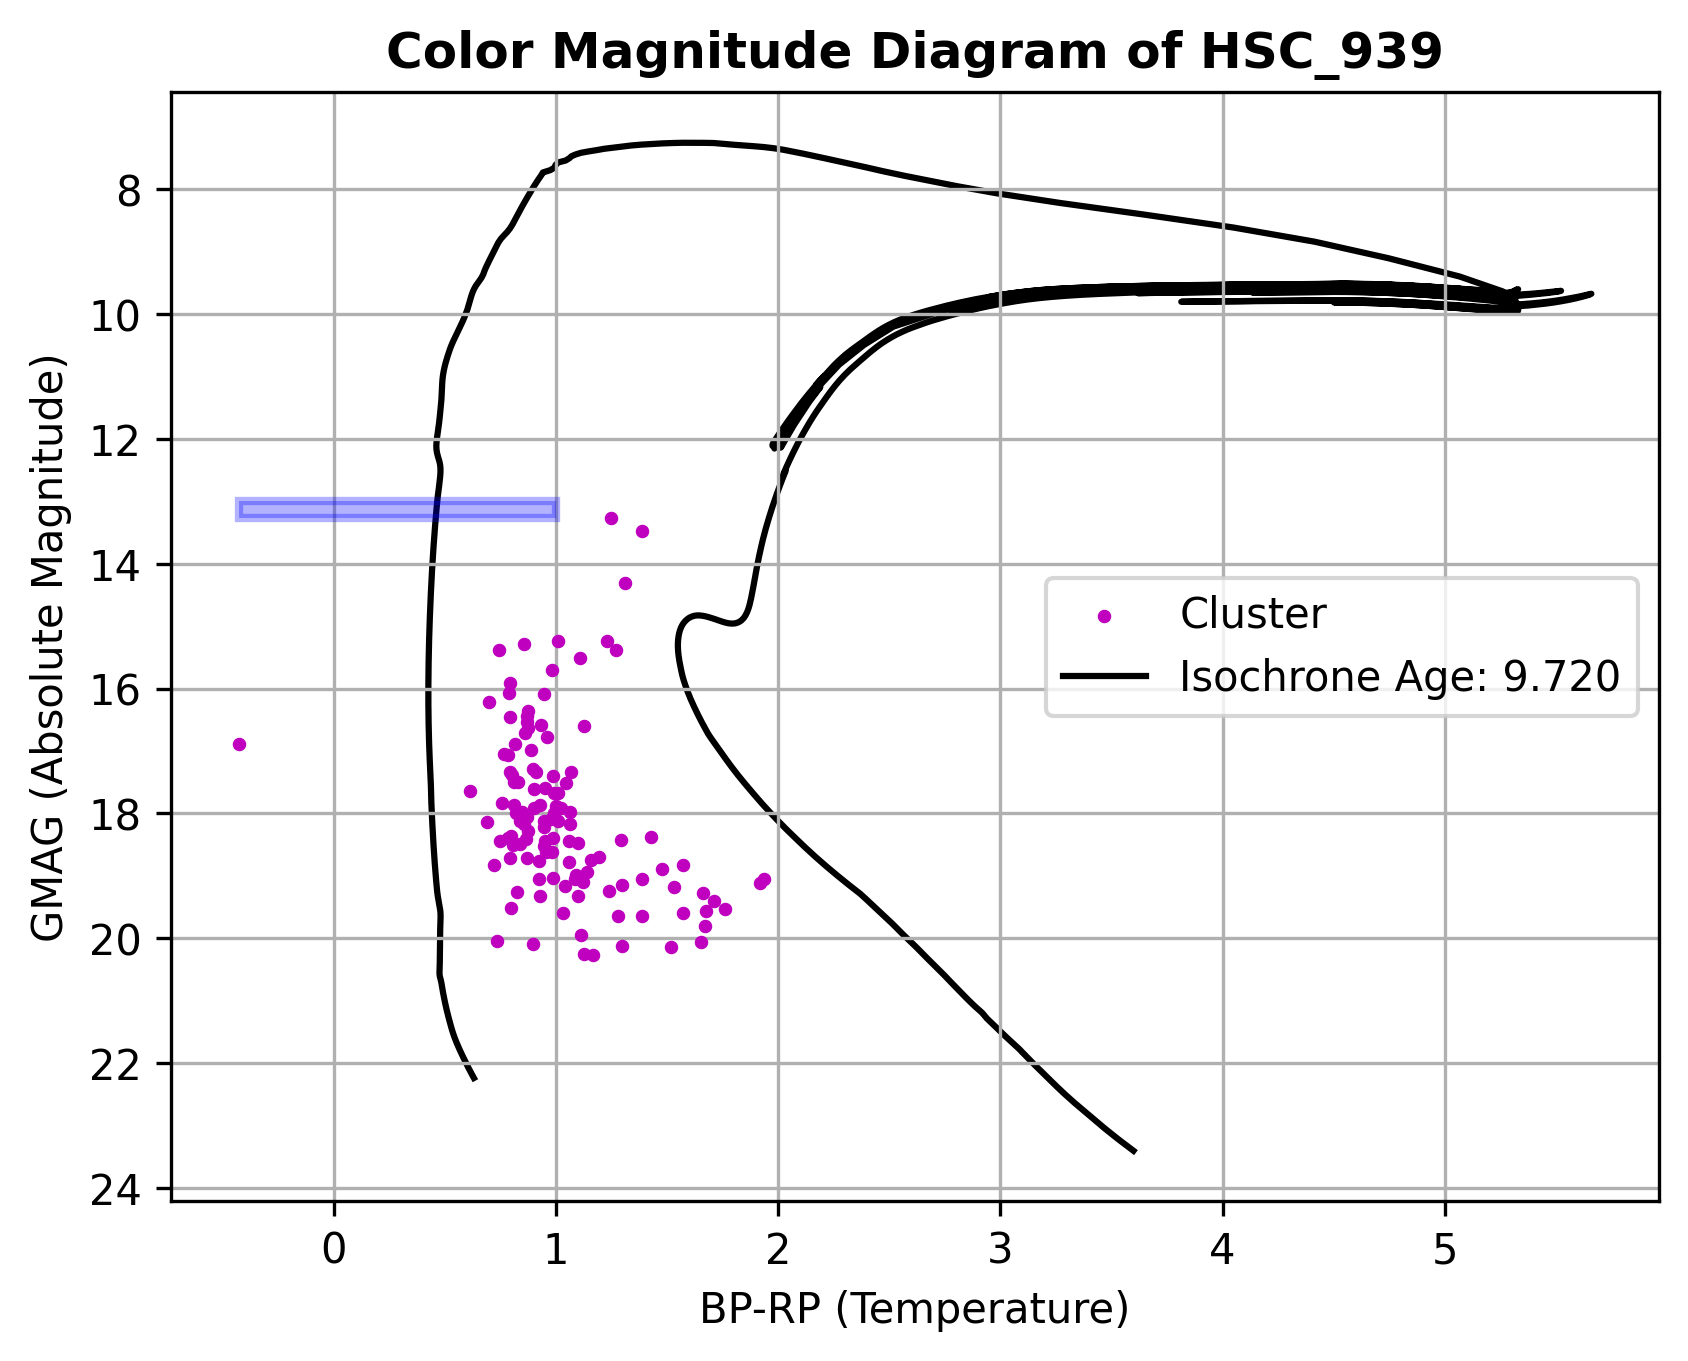 Color Magnitude Diagram of HSC_939
GMAG (Absolute Magnitude)
8
10
12
14
16
18
20
22
24
Cluster
Isochrone Age: 9.720
0 1 2 3 4 5
BP-RP (Temperature)